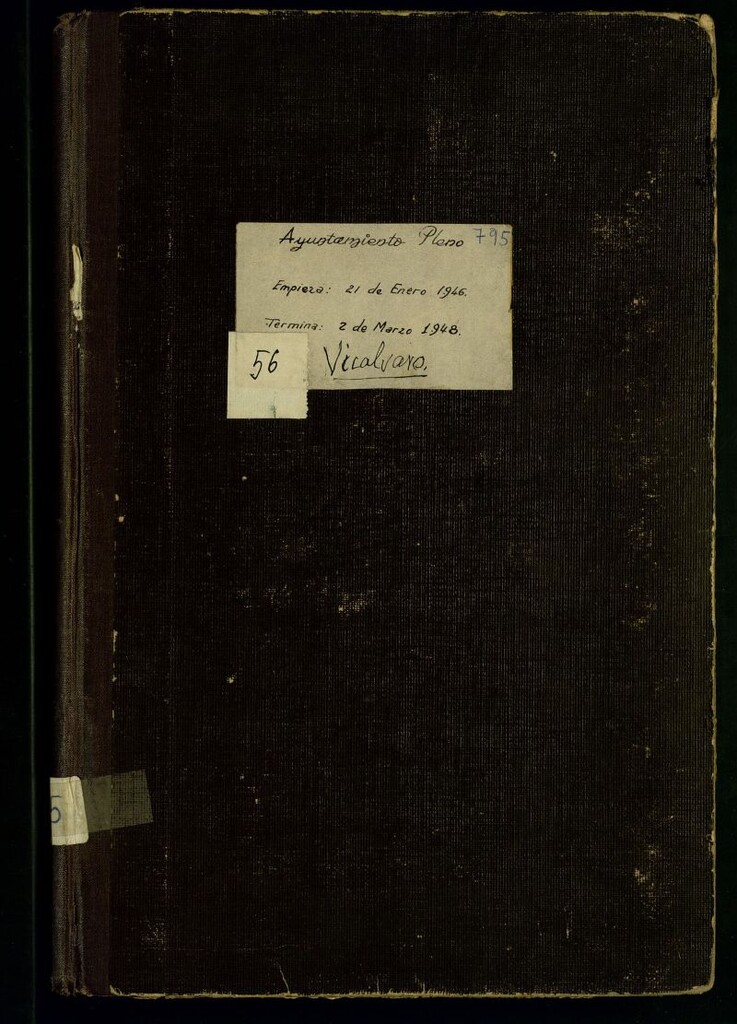 Ayuntamiento Pleno 795
Empieza: 21 de Enero 1946.
Termina: 2 de Marzo 1948.
56 Vicalvaro.